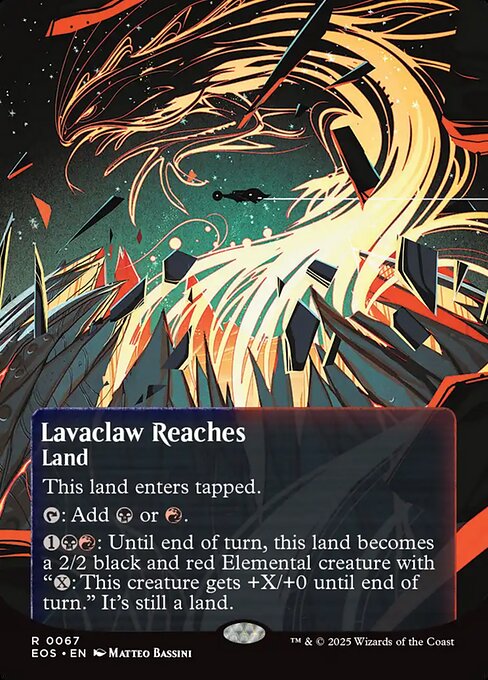 Lavaclaw Reaches
Land
This land enters tapped.
: Add or .
1: Until end of turn, this land becomes
a 2/2 black and red Elemental creature with
“X: This creature gets +X/+0 until end of
turn.” It’s still a land.
R 0067
EOS • EN Matteo Bassini
™ & © 2025 Wizards of the Coast